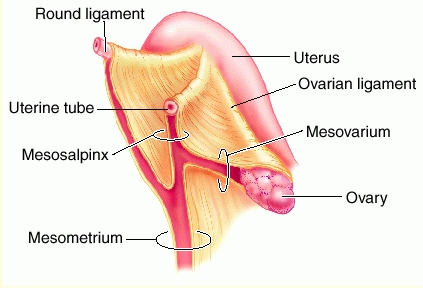 Round ligament
Uterus
Ovarian ligament
Uterine tube
Mesovarium
Mesosalpinx
Ovary
Mesometrium